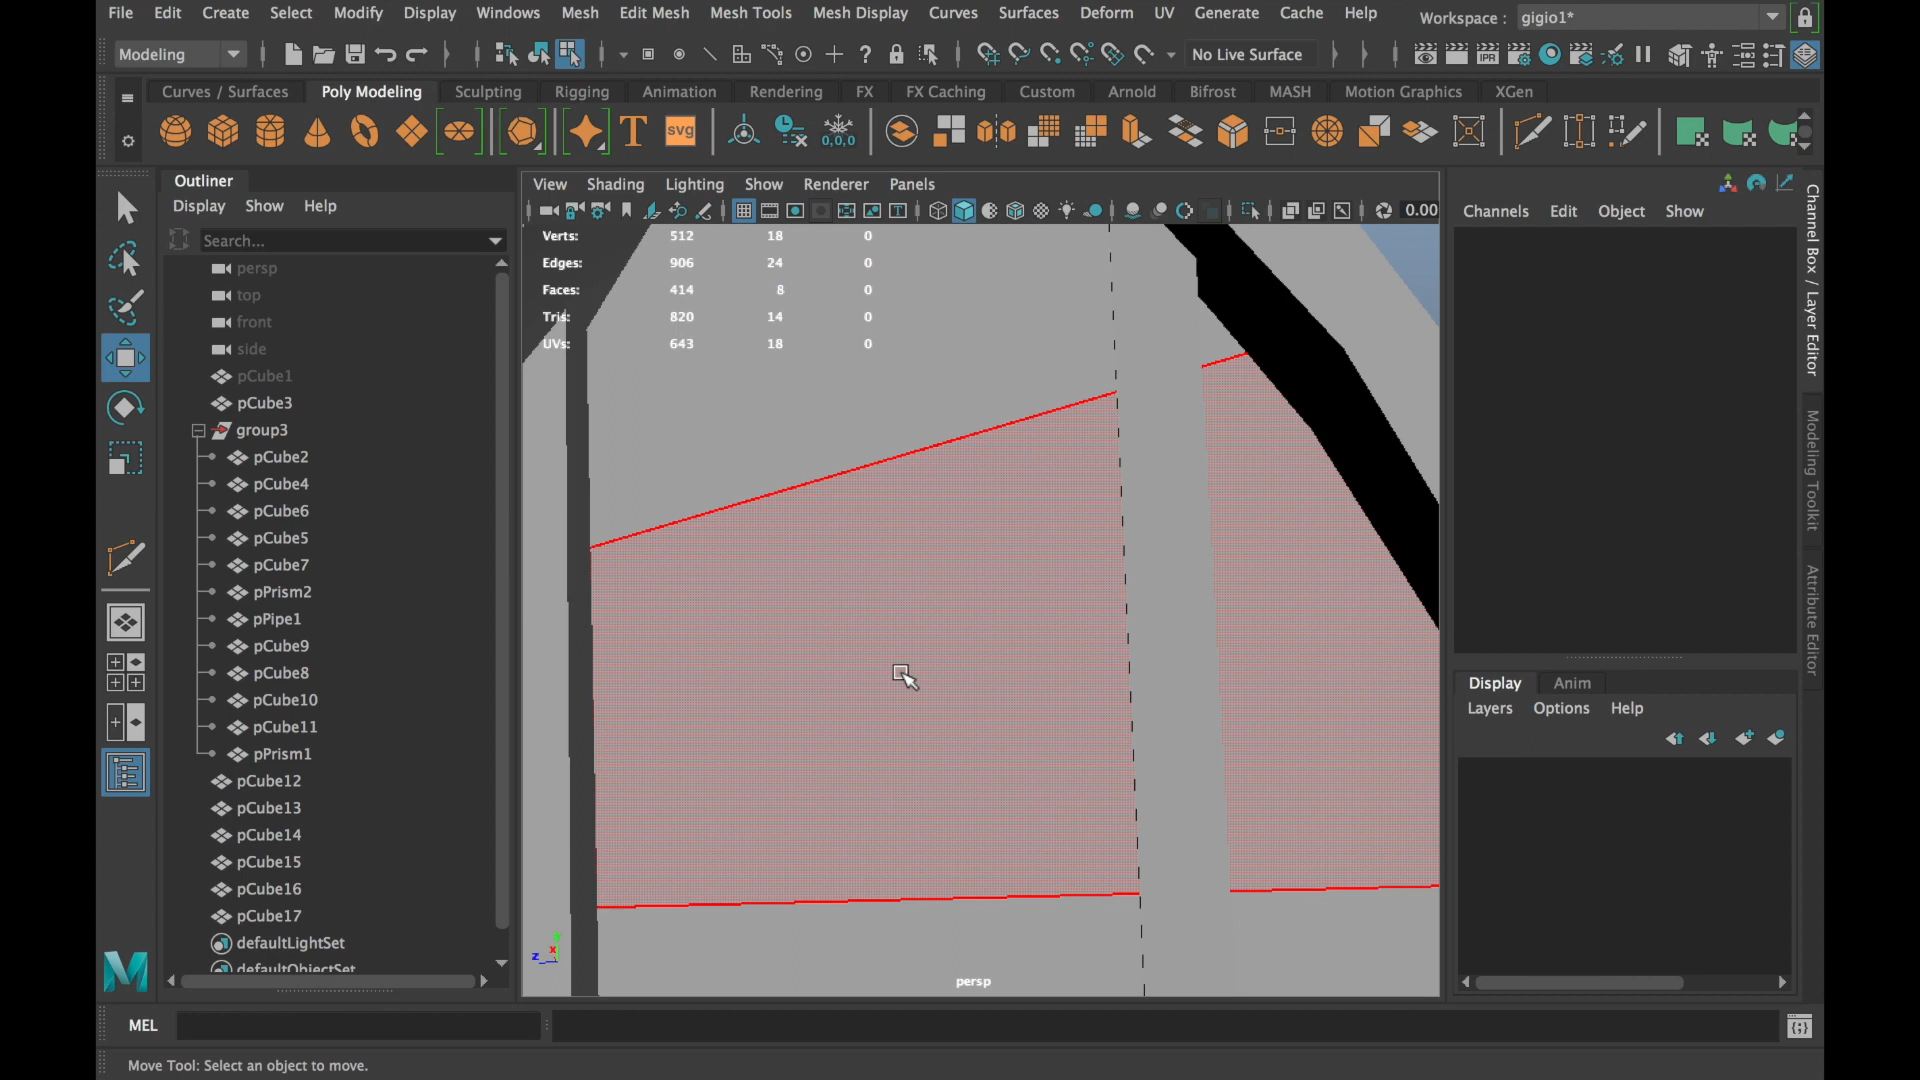 File Edit Create Select Modify Display Windows Mesh Edit Mesh Mesh Tools Mesh Display Curves Surfaces Deform UV Generate Cache Help Workspace : gigio1*
Modeling No Live Surface IPR
Curves / Surfaces Poly Modeling Sculpting Rigging Animation Rendering FX FX Caching Custom Arnold Bifrost MASH Motion Graphics XGen
T svg 0,0,0
Outliner
Display Show Help
Search...
persp
top
front
side
pCube1
pCube3
group3
pCube2
pCube4
pCube6
pCube5
pCube7
pPrism2
pPipe1
pCube9
pCube8
pCube10
pCube11
pPrism1
pCube12
pCube13
pCube14
pCube15
pCube16
pCube17
defaultLightSet
defaultObjectSet
View Shading Lighting Show Renderer Panels
0.00
Verts: 512 18 0
Edges: 906 24 0
Faces: 414 8 0
Tris: 820 14 0
UVs: 643 18 0
y
x
z
persp
Channels Edit Object Show
Channel Box / Layer Editor
Modeling Toolkit
Attribute Editor
Display Anim
Layers Options Help
M
MEL
Move Tool: Select an object to move.